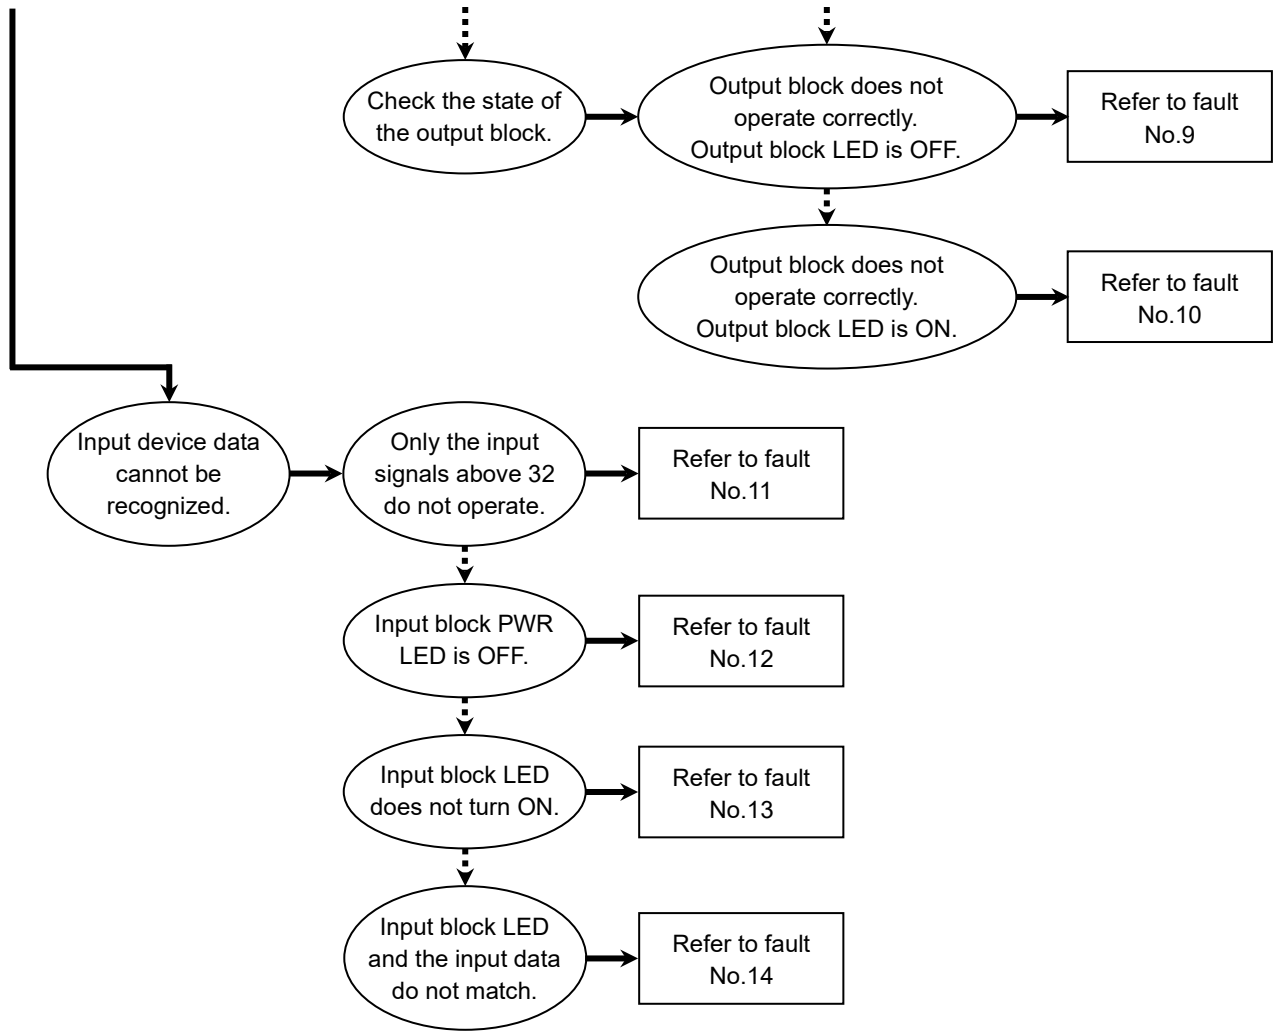 Check the state of
the output block.
Output block does not
operate correctly.
Output block LED is OFF.
Refer to fault
No.9
Output block does not
operate correctly.
Output block LED is ON.
Refer to fault
No.10
Input device data
cannot be
recognized.
Only the input
signals above 32
do not operate.
Refer to fault
No.11
Input block PWR
LED is OFF.
Refer to fault
No.12
Input block LED
does not turn ON.
Refer to fault
No.13
Input block LED
and the input data
do not match.
Refer to fault
No.14